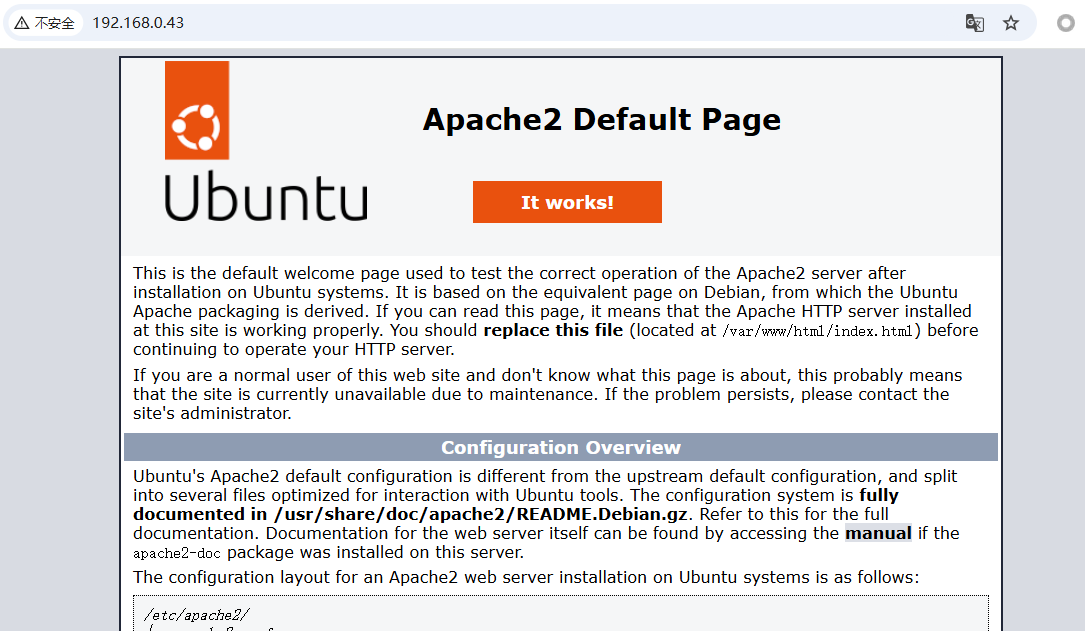 不安全 192.168.0.43
Apache2 Default Page
Ubuntu
It works!
This is the default welcome page used to test the correct operation of the Apache2 server after
installation on Ubuntu systems. It is based on the equivalent page on Debian, from which the Ubuntu
Apache packaging is derived. If you can read this page, it means that the Apache HTTP server installed
at this site is working properly. You should replace this file (located at /var/www/html/index.html) before
continuing to operate your HTTP server.
If you are a normal user of this web site and don't know what this page is about, this probably means
that the site is currently unavailable due to maintenance. If the problem persists, please contact the
site's administrator.
Configuration Overview
Ubuntu's Apache2 default configuration is different from the upstream default configuration, and split
into several files optimized for interaction with Ubuntu tools. The configuration system is fully
documented in /usr/share/doc/apache2/README.Debian.gz. Refer to this for the full
documentation. Documentation for the web server itself can be found by accessing the manual if the
apache2-doc package was installed on this server.
The configuration layout for an Apache2 web server installation on Ubuntu systems is as follows:
/etc/apache2/